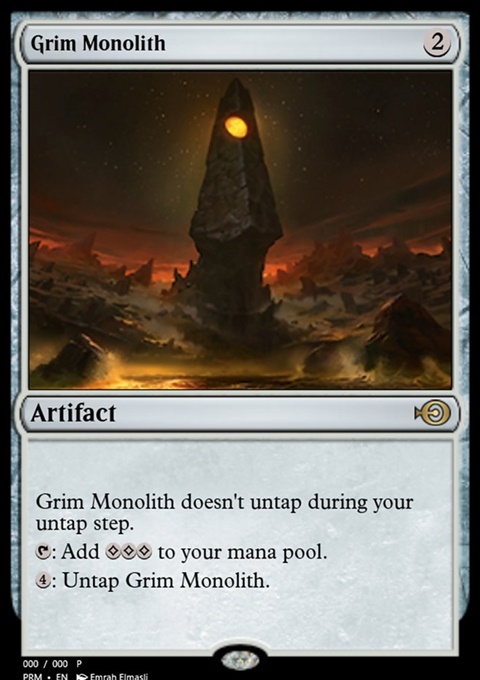 Grim Monolith 2
Artifact
Grim Monolith doesn't untap during your
untap step.
: Add to your mana pool.
4: Untap Grim Monolith.
000 / 000 P
PRM • EN Emrah Elmasli